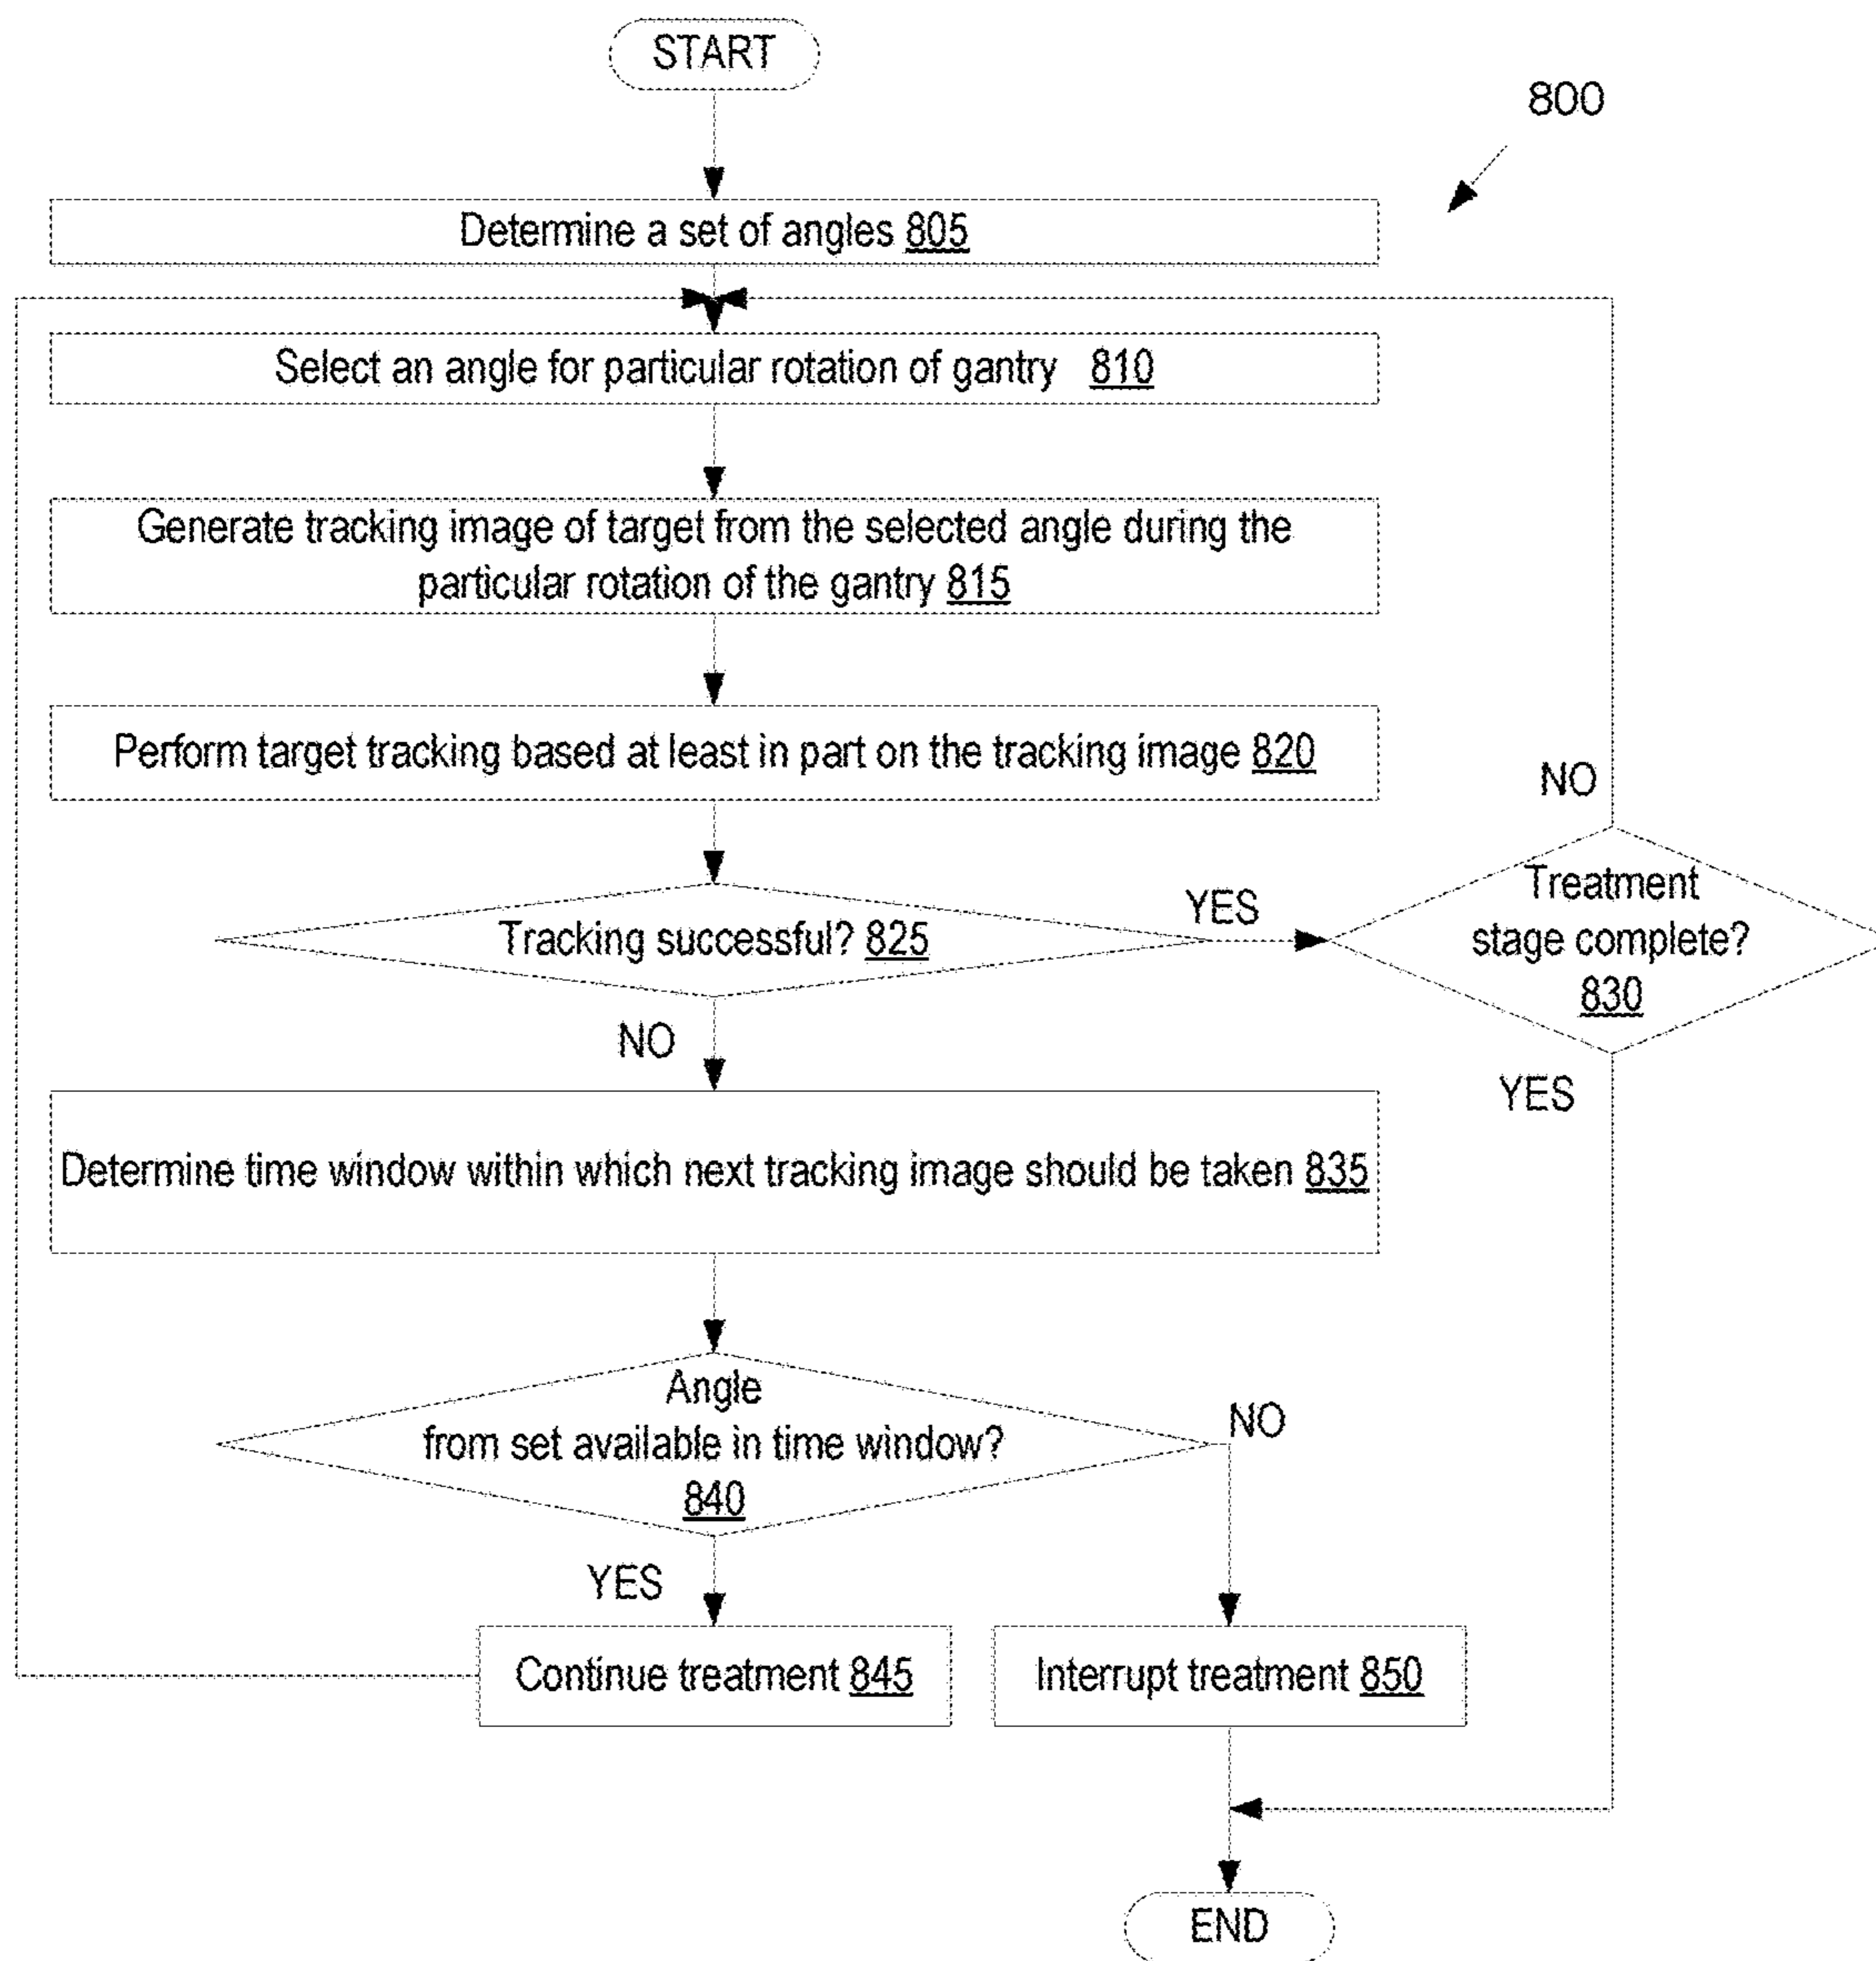 START
800
Determine a set of angles 805
Select an angle for particular rotation of gantry 810
Generate tracking image of target from the selected angle during the
particular rotation of the gantry 815
Perform target tracking based at least in part on the tracking image 820
NO
Tracking successful? 825
YES
Treatment
stage complete?
830
NO
YES
Determine time window within which next tracking image should be taken 835
Angle
from set available in time window?
840
NO
YES
Continue treatment 845
Interrupt treatment 850
END